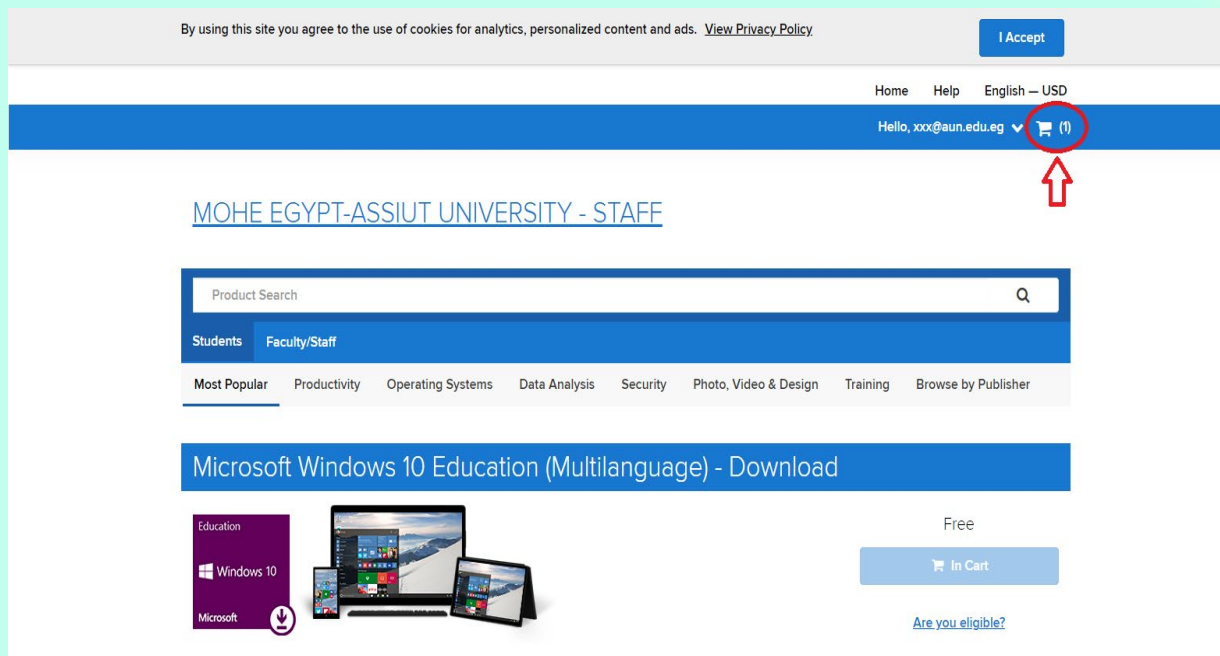 By using this site you agree to the use of cookies for analytics, personalized content and ads. View Privacy Policy
I Accept
Home Help English — USD
Hello, xxx@aun.edu.eg (1)
MOHE EGYPT-ASSIUT UNIVERSITY - STAFF
Product Search
Students Faculty/Staff
Most Popular Productivity Operating Systems Data Analysis Security Photo, Video & Design Training Browse by Publisher
Microsoft Windows 10 Education (Multilanguage) - Download
Education
Windows 10
Microsoft
Free
In Cart
Are you eligible?